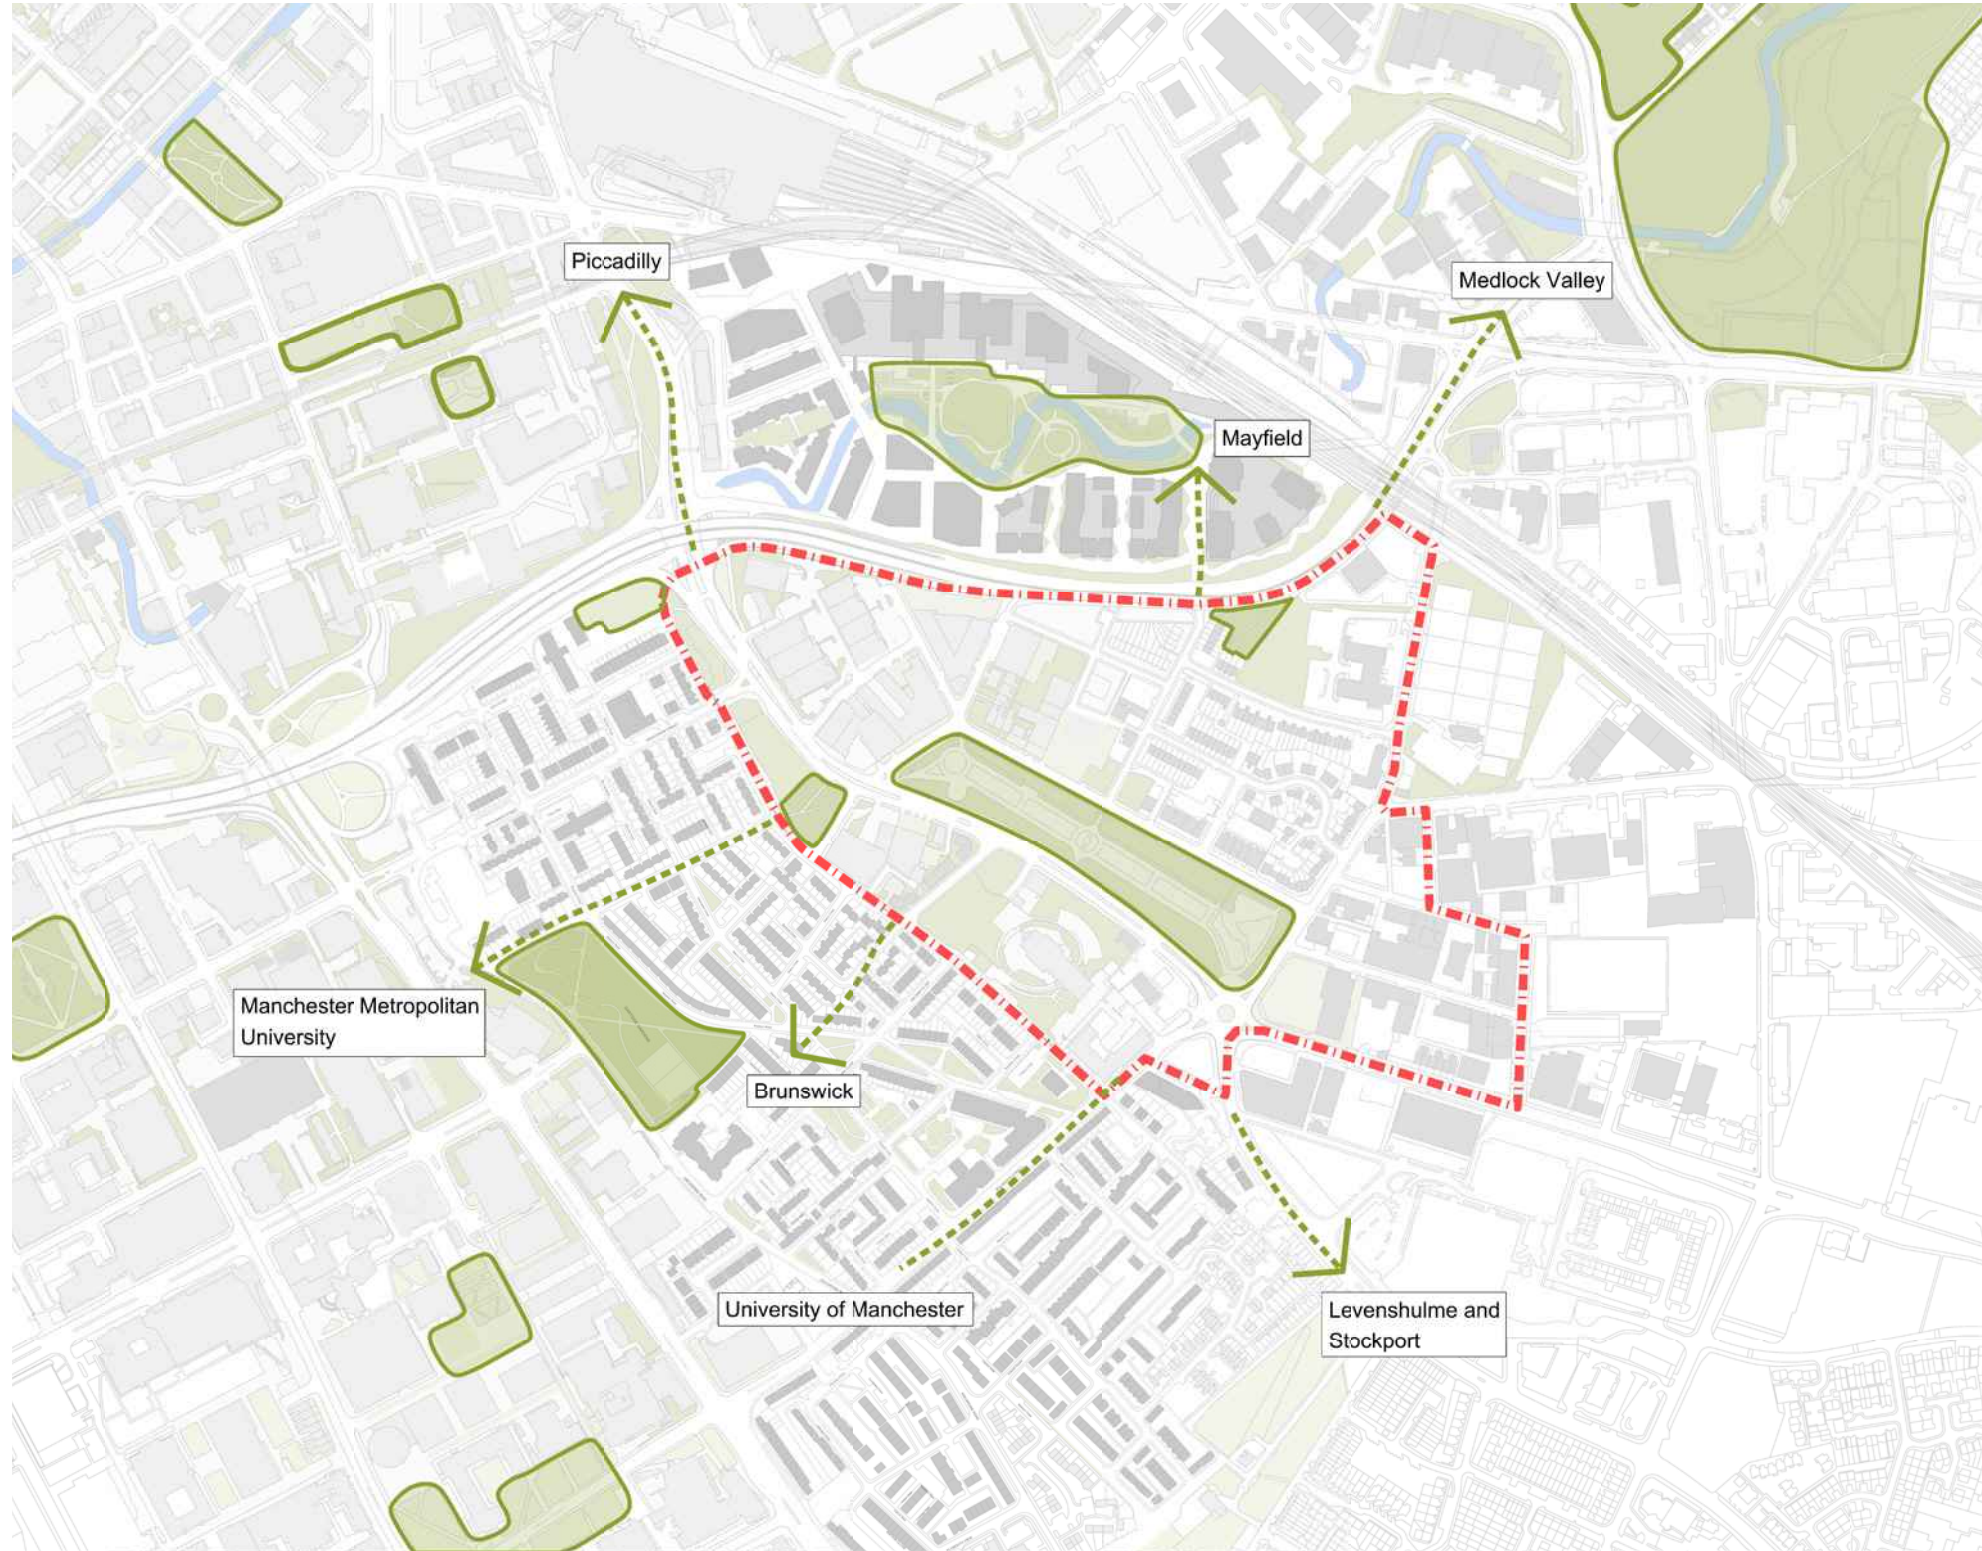 Piccadilly
Medlock Valley
Mayfield
Manchester Metropolitan
University
Brunswick
University of Manchester
Levenshulme and
Stockport